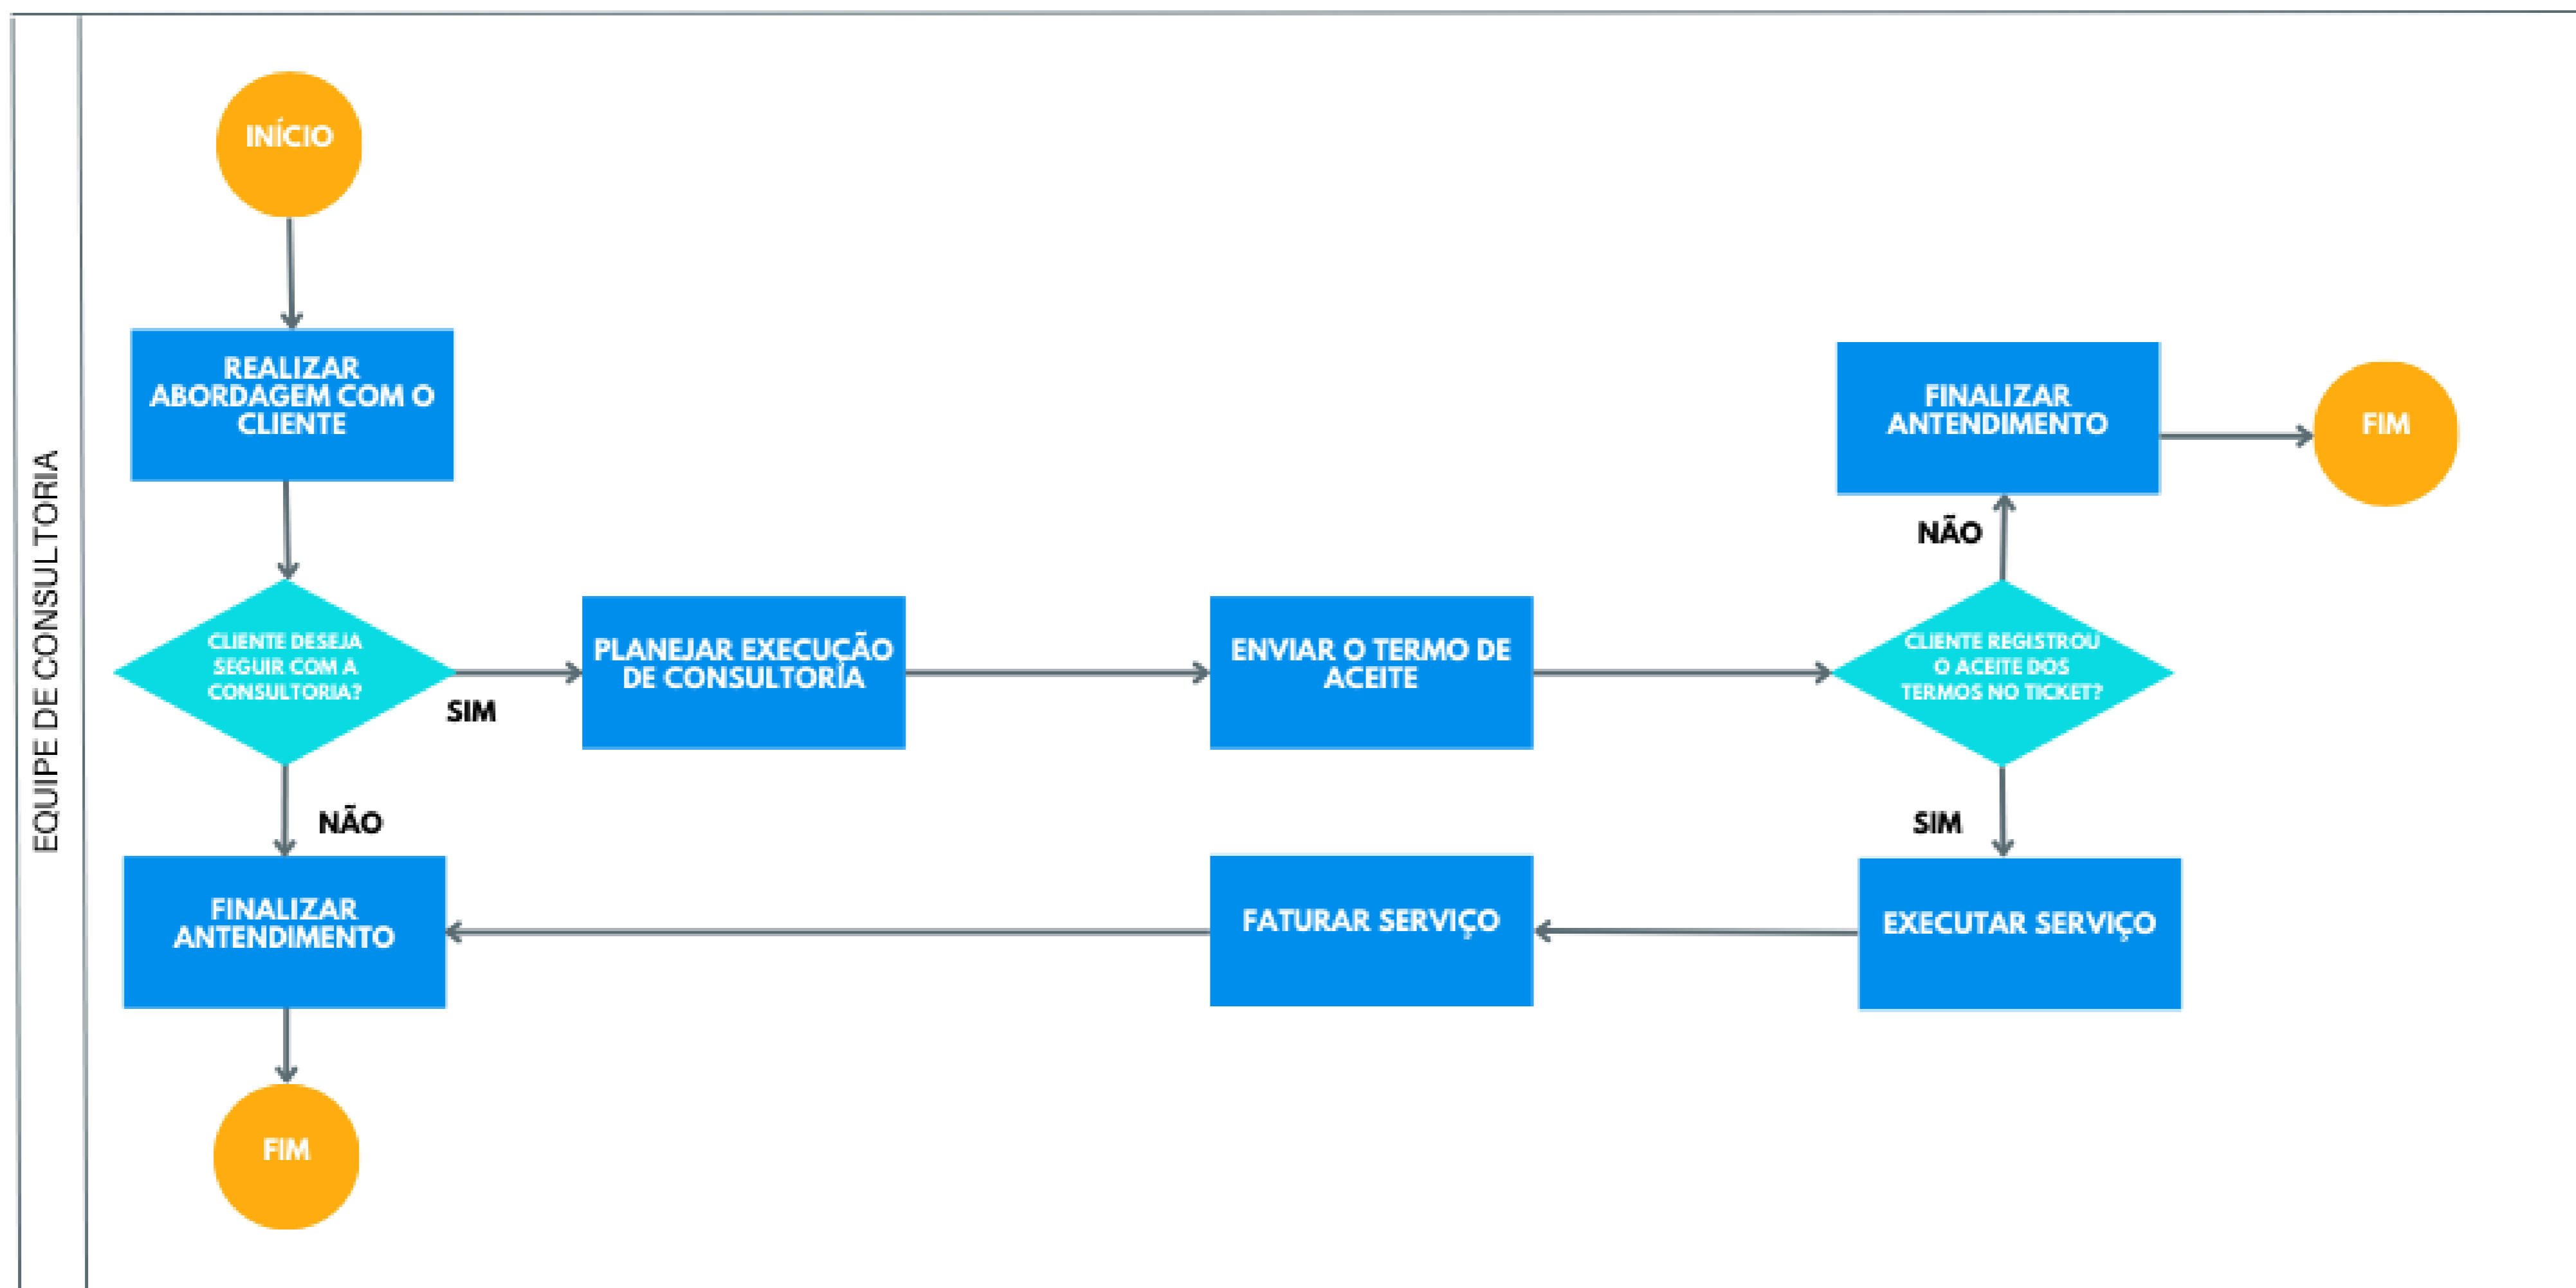 EQUIPE DE CONSULTORIA
INÍCIO
REALIZAR
ABORDAGEM COM O
CLIENTE
CLIENTE DESEJA
SEGUIR COM A
CONSULTORIA?
SIM
NÃO
PLANEJAR EXECUÇÃO
DE CONSULTORIA
ENVIAR O TERMO DE
ACEITE
CLIENTE REGISTROU
O ACEITE DOS
TERMOS NO TICKET?
NÃO
FINALIZAR
ANTENDIMENTO
FIM
SIM
EXECUTAR SERVIÇO
FATURAR SERVIÇO
FINALIZAR
ANTENDIMENTO
FIM